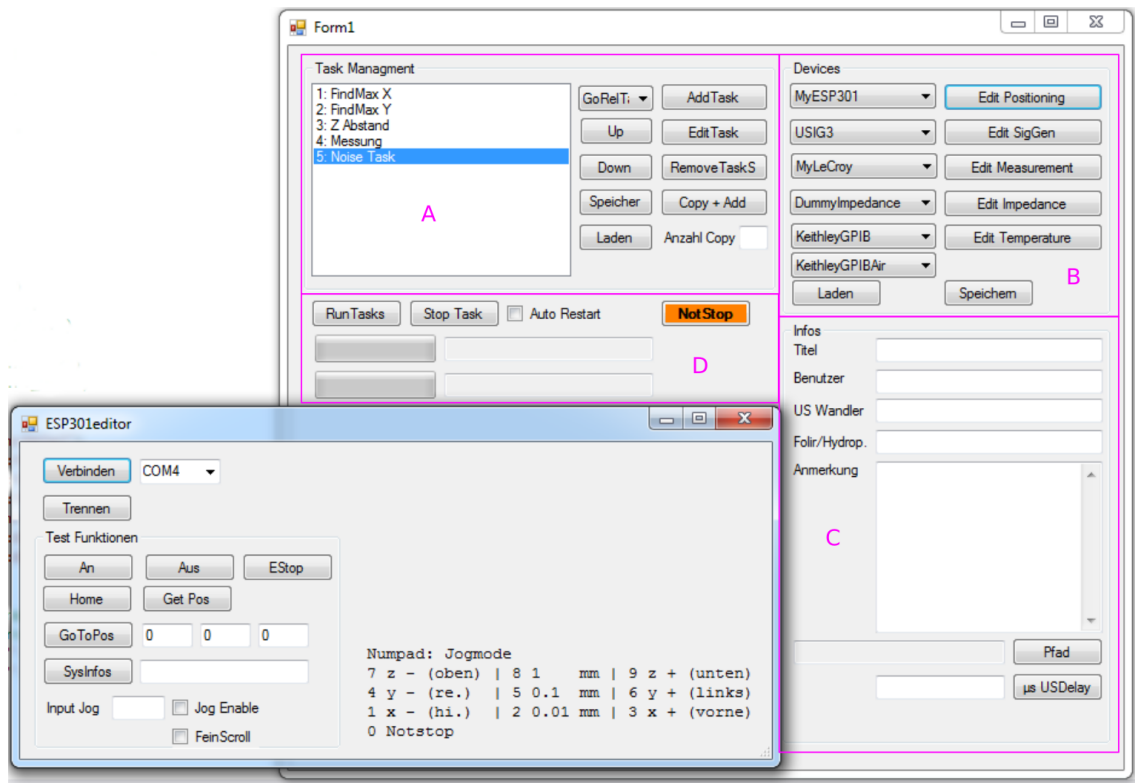 Form1
Task Managment
1: FindMax X
2: FindMax Y
3: Z Abstand
4: Messung
5: Noise Task
A
GoRelTa AddTask
Up EditTask
Down RemoveTaskS
Speicher Copy + Add
Laden Anzahl Copy
Devices
MyESP301 Edit Positioning
USIG3 Edit SigGen
MyLeCroy Edit Measurement
DummyImpedance Edit Impedance
KeithleyGPIB Edit Temperature
KeithleyGPIBAir
B
Laden Speichern
RunTasks Stop Task Auto Restart NotStop
D
Infos
Titel
Benutzer
US Wandler
Folir/Hydrop.
Anmerkung
C
Pfad
µs USDelay
ESP301editor
Verbinden COM4
Trennen
Test Funktionen
An Aus EStop
Home Get Pos
GoToPos 0 0 0
SysInfos
Input Jog Jog Enable
FeinScroll
Numpad: Jogmode
7 z - (oben) | 8 1 mm | 9 z + (unten)
4 y - (re.) | 5 0.1 mm | 6 y + (links)
1 x - (hi.) | 2 0.01 mm | 3 x + (vorne)
0 Notstop